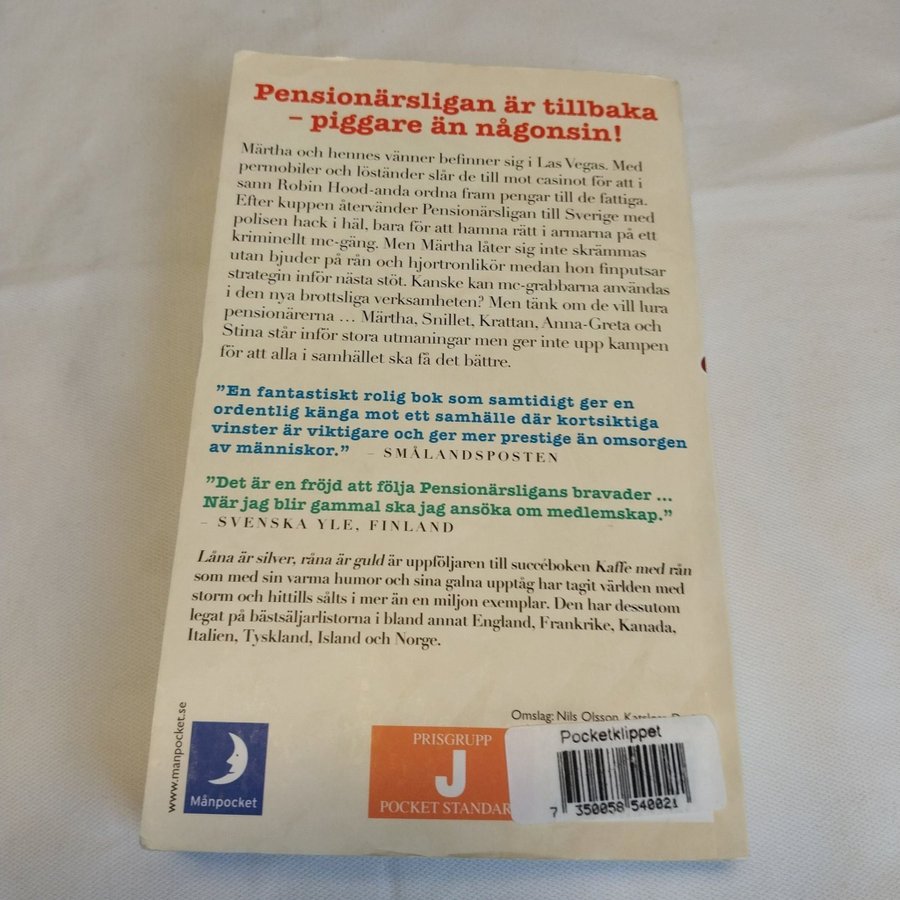 Pensionärsligan är tillbaka
– piggare än någonsin!
Märtha och hennes vänner befinner sig i Las Vegas. Med
permobiler och löständer slår de till mot casinot för att i
sann Robin Hood-anda ordna fram pengar till de fattiga.
Efter kuppen återvänder Pensionärsligan till Sverige med
polisen hack i häl, bara för att hamna rätt i armarna på ett
kriminellt mc-gäng. Men Märtha låter sig inte skrämmas
utan bjuder på rån och hjortronlikör medan hon finputsar
strategin inför nästa stöt. Kanske kan mc-grabbarna användas
i den nya brottsliga verksamheten? Men tänk om de vill lura
pensionärerna ... Märtha, Snillet, Krattan, Anna-Greta och
Stina står inför stora utmaningar men ger inte upp kampen
för att alla i samhället ska få det bättre.
”En fantastiskt rolig bok som samtidigt ger en
ordentlig känga mot ett samhälle där kortsiktiga
vinster är viktigare och ger mer prestige än omsorgen
av människor.” – SMÅLANDSPOSTEN
”Det är en fröjd att följa Pensionärsligans bravader ...
När jag blir gammal ska jag ansöka om medlemskap.”
– SVENSKA YLE, FINLAND
Låna är silver, råna är guld är uppföljaren till succéboken Kaffe med rån
som med sin varma humor och sina galna upptåg har tagit världen med
storm och hittills sålts i mer än en miljon exemplar. Den har dessutom
legat på bästsäljarlistorna i bland annat England, Frankrike, Kanada,
Italien, Tyskland, Island och Norge.
www.manpocket.se
Månpocket
PRISGRUPP
J
POCKET STANDAR
Omslag: Nils Olsson
Pocketklippet
7 350058 540021